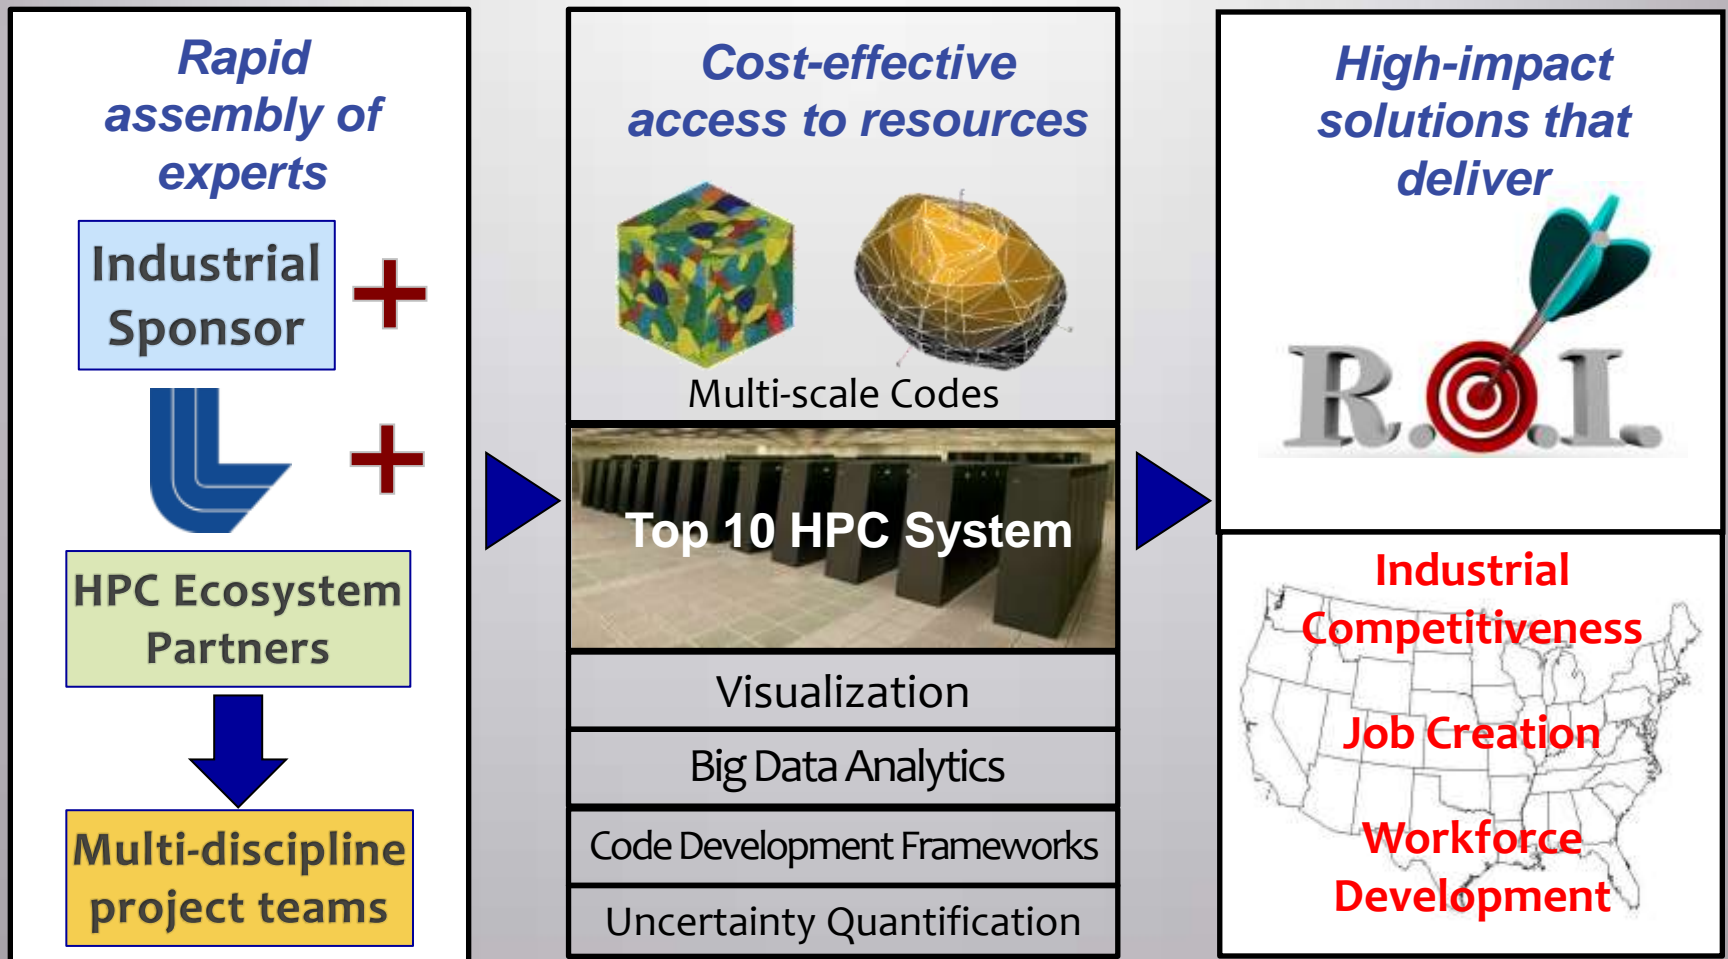 Rapid
assembly of
experts
Industrial
Sponsor
HPC Ecosystem
Partners
Multi-discipline
project teams
Cost-effective
access to resources
Multi-scale Codes
Top 10 HPC System
Visualization
Big Data Analytics
Code Development Frameworks
Uncertainty Quantification
High-impact
solutions that
deliver
R.O.I.
Industrial
Competitiveness
Job Creation
Workforce
Development